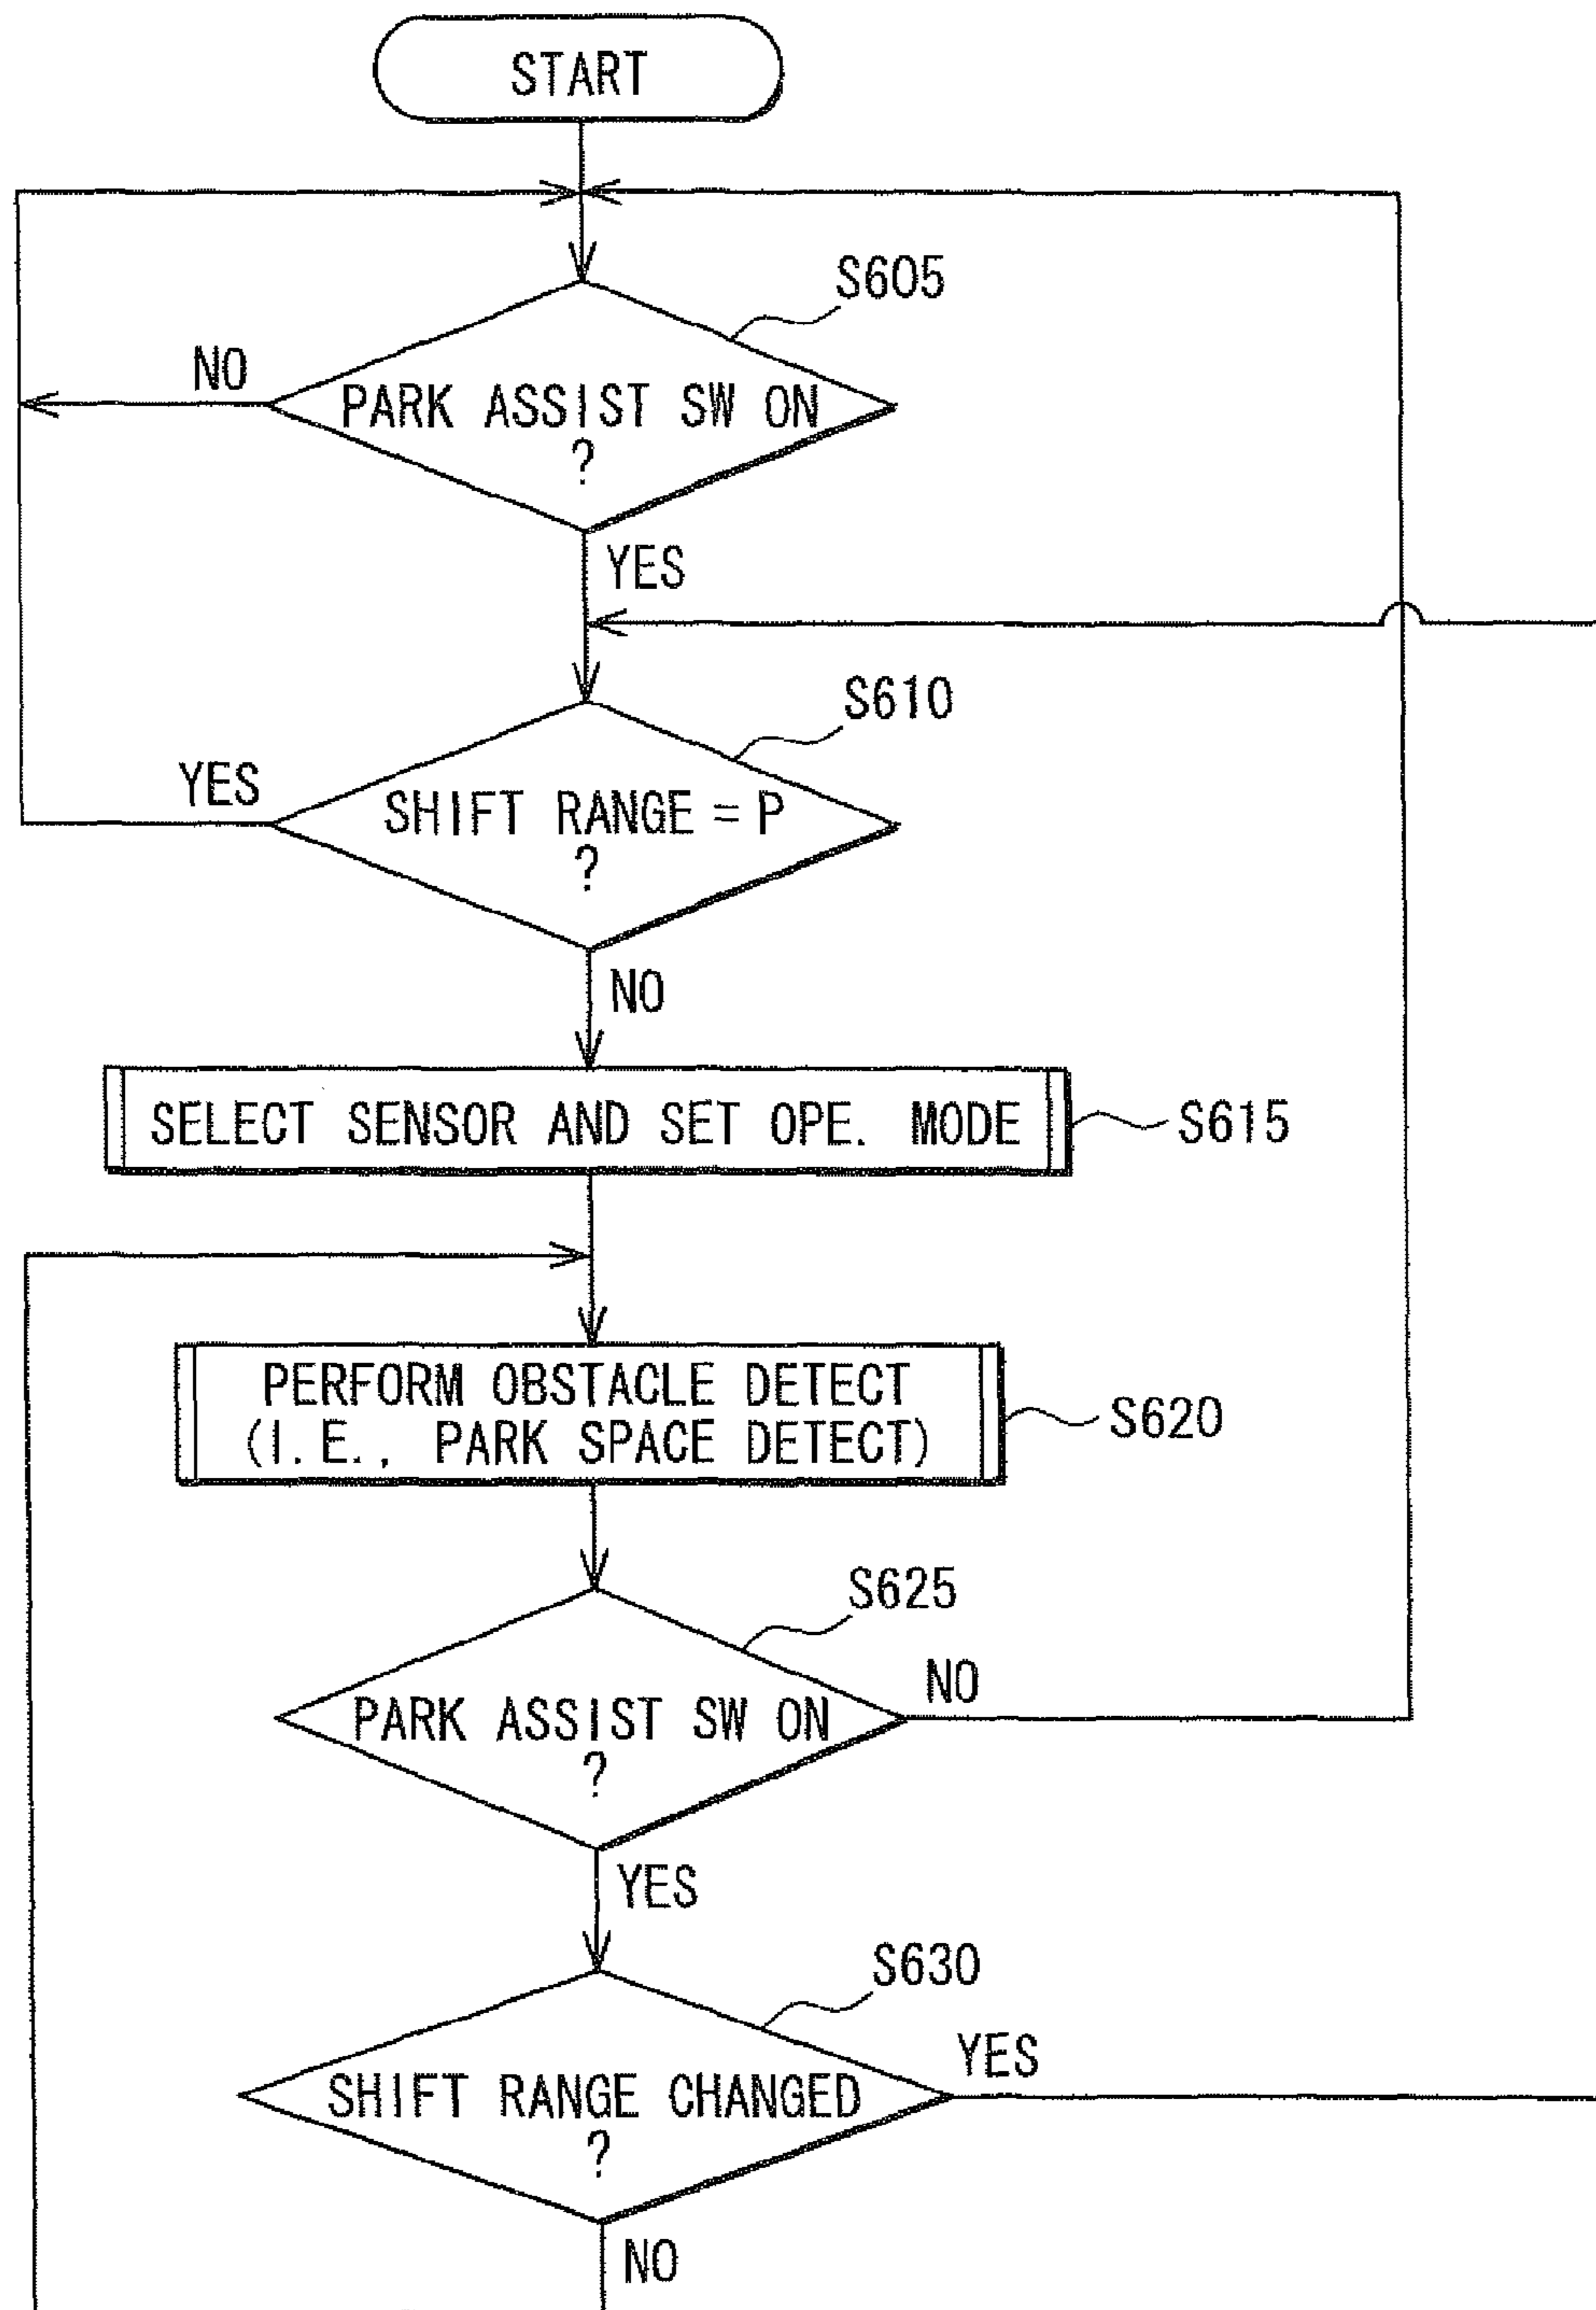 START
S605
NO
PARK ASSIST SW ON
?
YES
S610
YES
SHIFT RANGE = P
?
NO
SELECT SENSOR AND SET OPE. MODE
S615
PERFORM OBSTACLE DETECT
(I.E., PARK SPACE DETECT)
S620
S625
NO
PARK ASSIST SW ON
?
YES
S630
YES
SHIFT RANGE CHANGED
?
NO